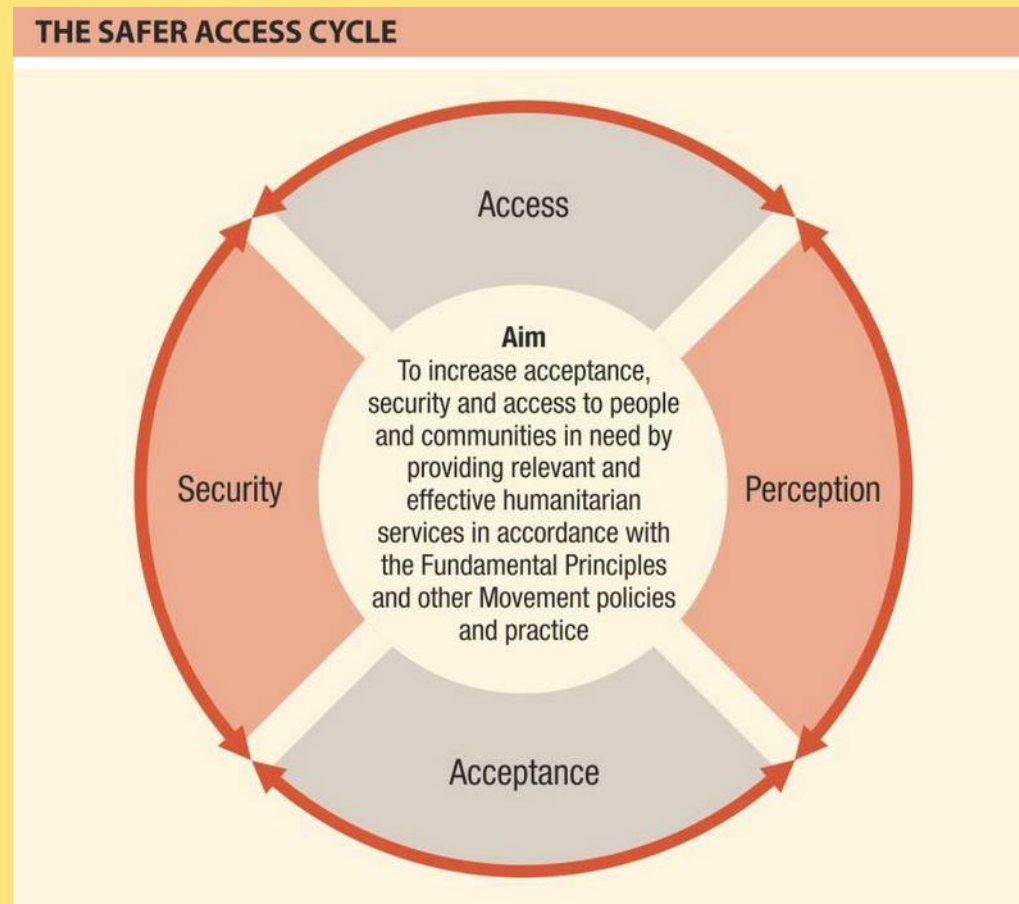 THE SAFER ACCESS CYCLE
Access
Aim
To increase acceptance,
security and access to people
and communities in need by
providing relevant and
effective humanitarian
services in accordance with
the Fundamental Principles
and other Movement policies
and practice
Security
Perception
Acceptance